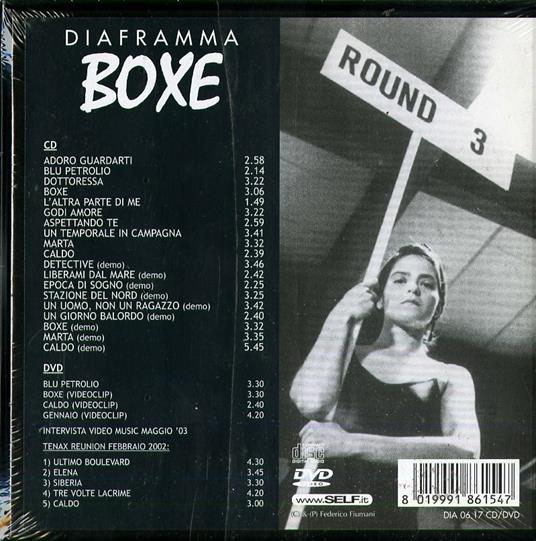 DIAFRAMMA
BOXE
ROUND 3
CD
ADORO GUARDARTI 2.58
BLU PETROLIO 2.14
DOTTORESSA 3.22
BOXE 3.06
L'ALTRA PARTE DI ME 1.49
GODI AMORE 3.22
ASPETTANDO TE 2.59
UN TEMPORALE IN CAMPAGNA 3.41
MARTA 3.32
CALDO 2.39
DETECTIVE (demo) 3.46
LIBERAMI DAL MARE (demo) 2.42
EPOCA DI SOGNO (demo) 2.25
STAZIONE DEL NORD (demo) 3.25
UN UOMO, NON UN RAGAZZO (demo) 3.42
UN GIORNO BALORDO (demo) 2.40
BOXE (demo) 3.32
MARTA (demo) 3.35
CALDO (demo) 5.45
DVD
BLU PETROLIO 3.30
BOXE (VIDEOCLIP) 3.30
CALDO (VIDEOCLIP) 2.40
GENNAIO (VIDEOCLIP) 4.20
INTERVISTA VIDEO MUSIC MAGGIO '03
TENAX REUNION FEBBRAIO 2002:
1) ULTIMO BOULEVARD 4.30
2) ELENA 3.45
3) SIBERIA 3.30
4) TRE VOLTE LACRIME 4.20
5) CALDO 3.00
disc
DVD
VIDEO
www.SELF.it
(C) & (P) Federico Fiumani
8 019991 861547
DIA 06.17 CD/DVD